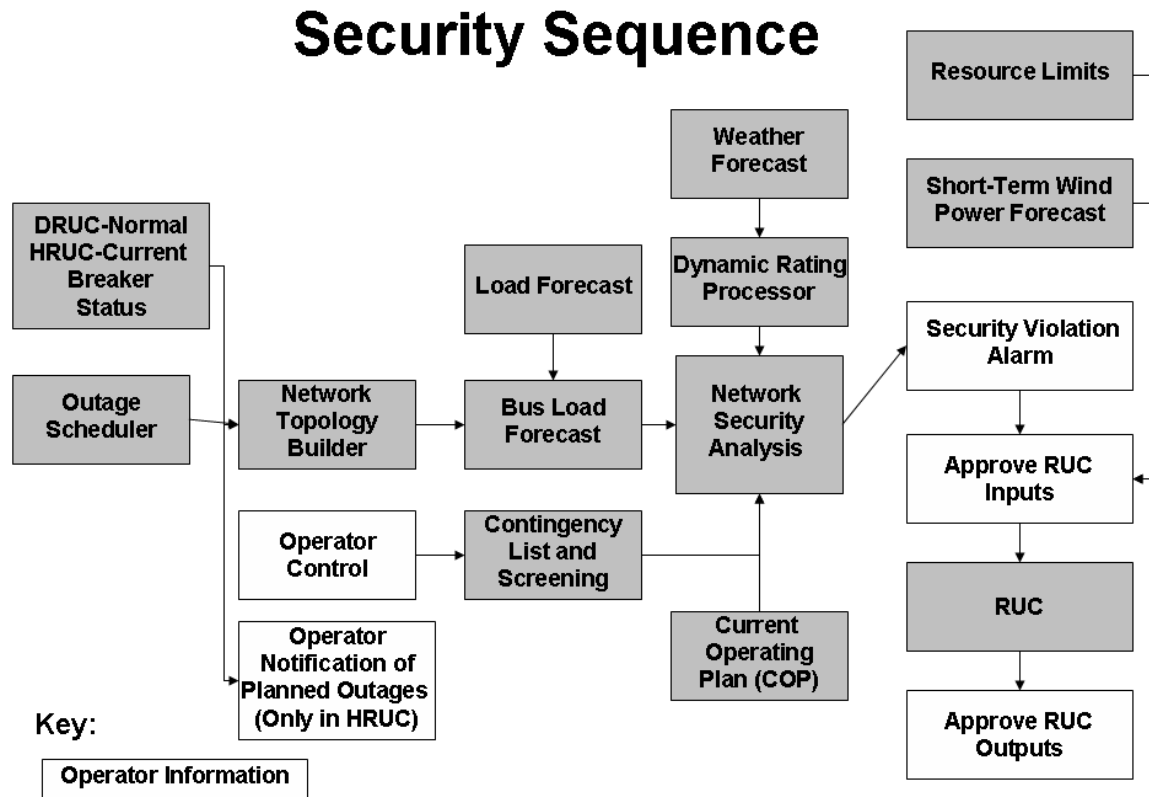 Security Sequence
Resource Limits
Weather
Forecast
Short-Term Wind
Power Forecast
DRUC-Normal
HRUC-Current
Breaker
Status
Load Forecast
Dynamic Rating
Processor
Security Violation
Alarm
Outage
Scheduler
Network
Topology
Builder
Bus Load
Forecast
Network
Security
Analysis
Approve RUC
Inputs
Operator
Control
Contingency
List and
Screening
RUC
Operator
Notification of
Planned Outages
(Only in HRUC)
Current
Operating
Plan (COP)
Approve RUC
Outputs
Key:
Operator Information